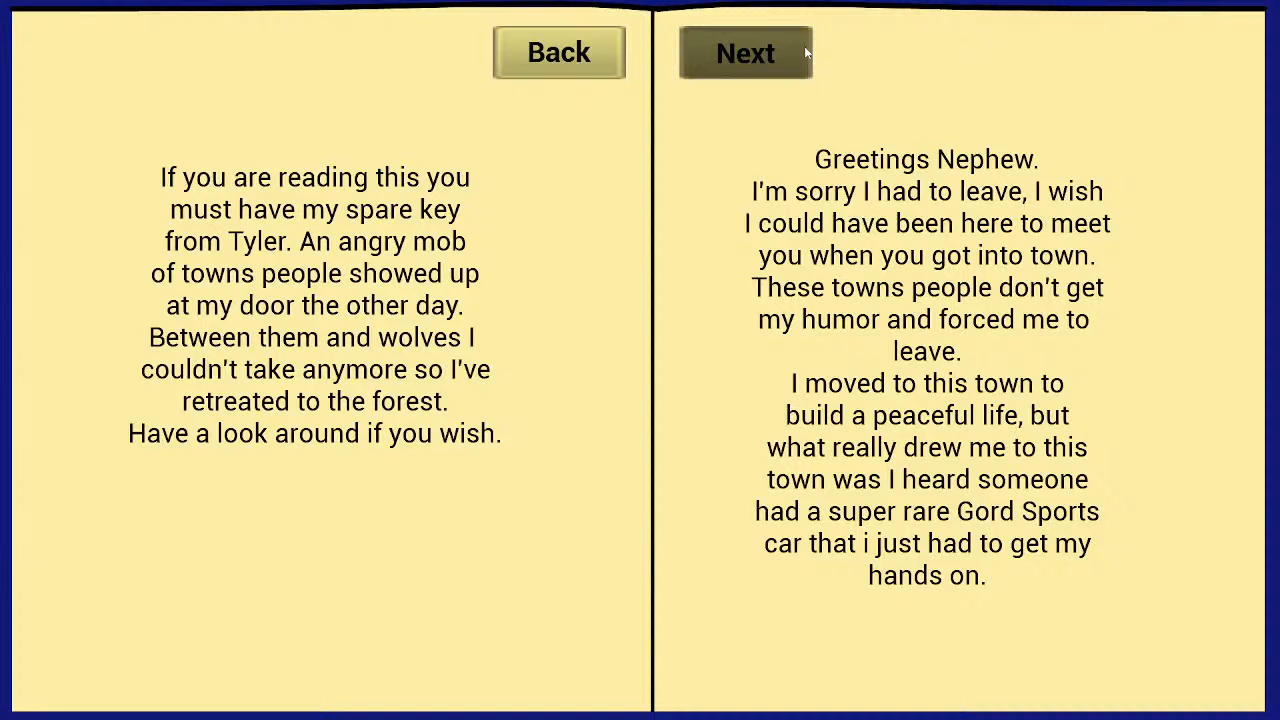 Back
If you are reading this you
must have my spare key
from Tyler. An angry mob
of towns people showed up
at my door the other day.
Between them and wolves I
couldn't take anymore so I've
retreated to the forest.
Have a look around if you wish.
Next
Greetings Nephew.
I'm sorry I had to leave, I wish
I could have been here to meet
you when you got into town.
These towns people don't get
my humor and forced me to
leave.
I moved to this town to
build a peaceful life, but
what really drew me to this
town was I heard someone
had a super rare Gord Sports
car that i just had to get my
hands on.